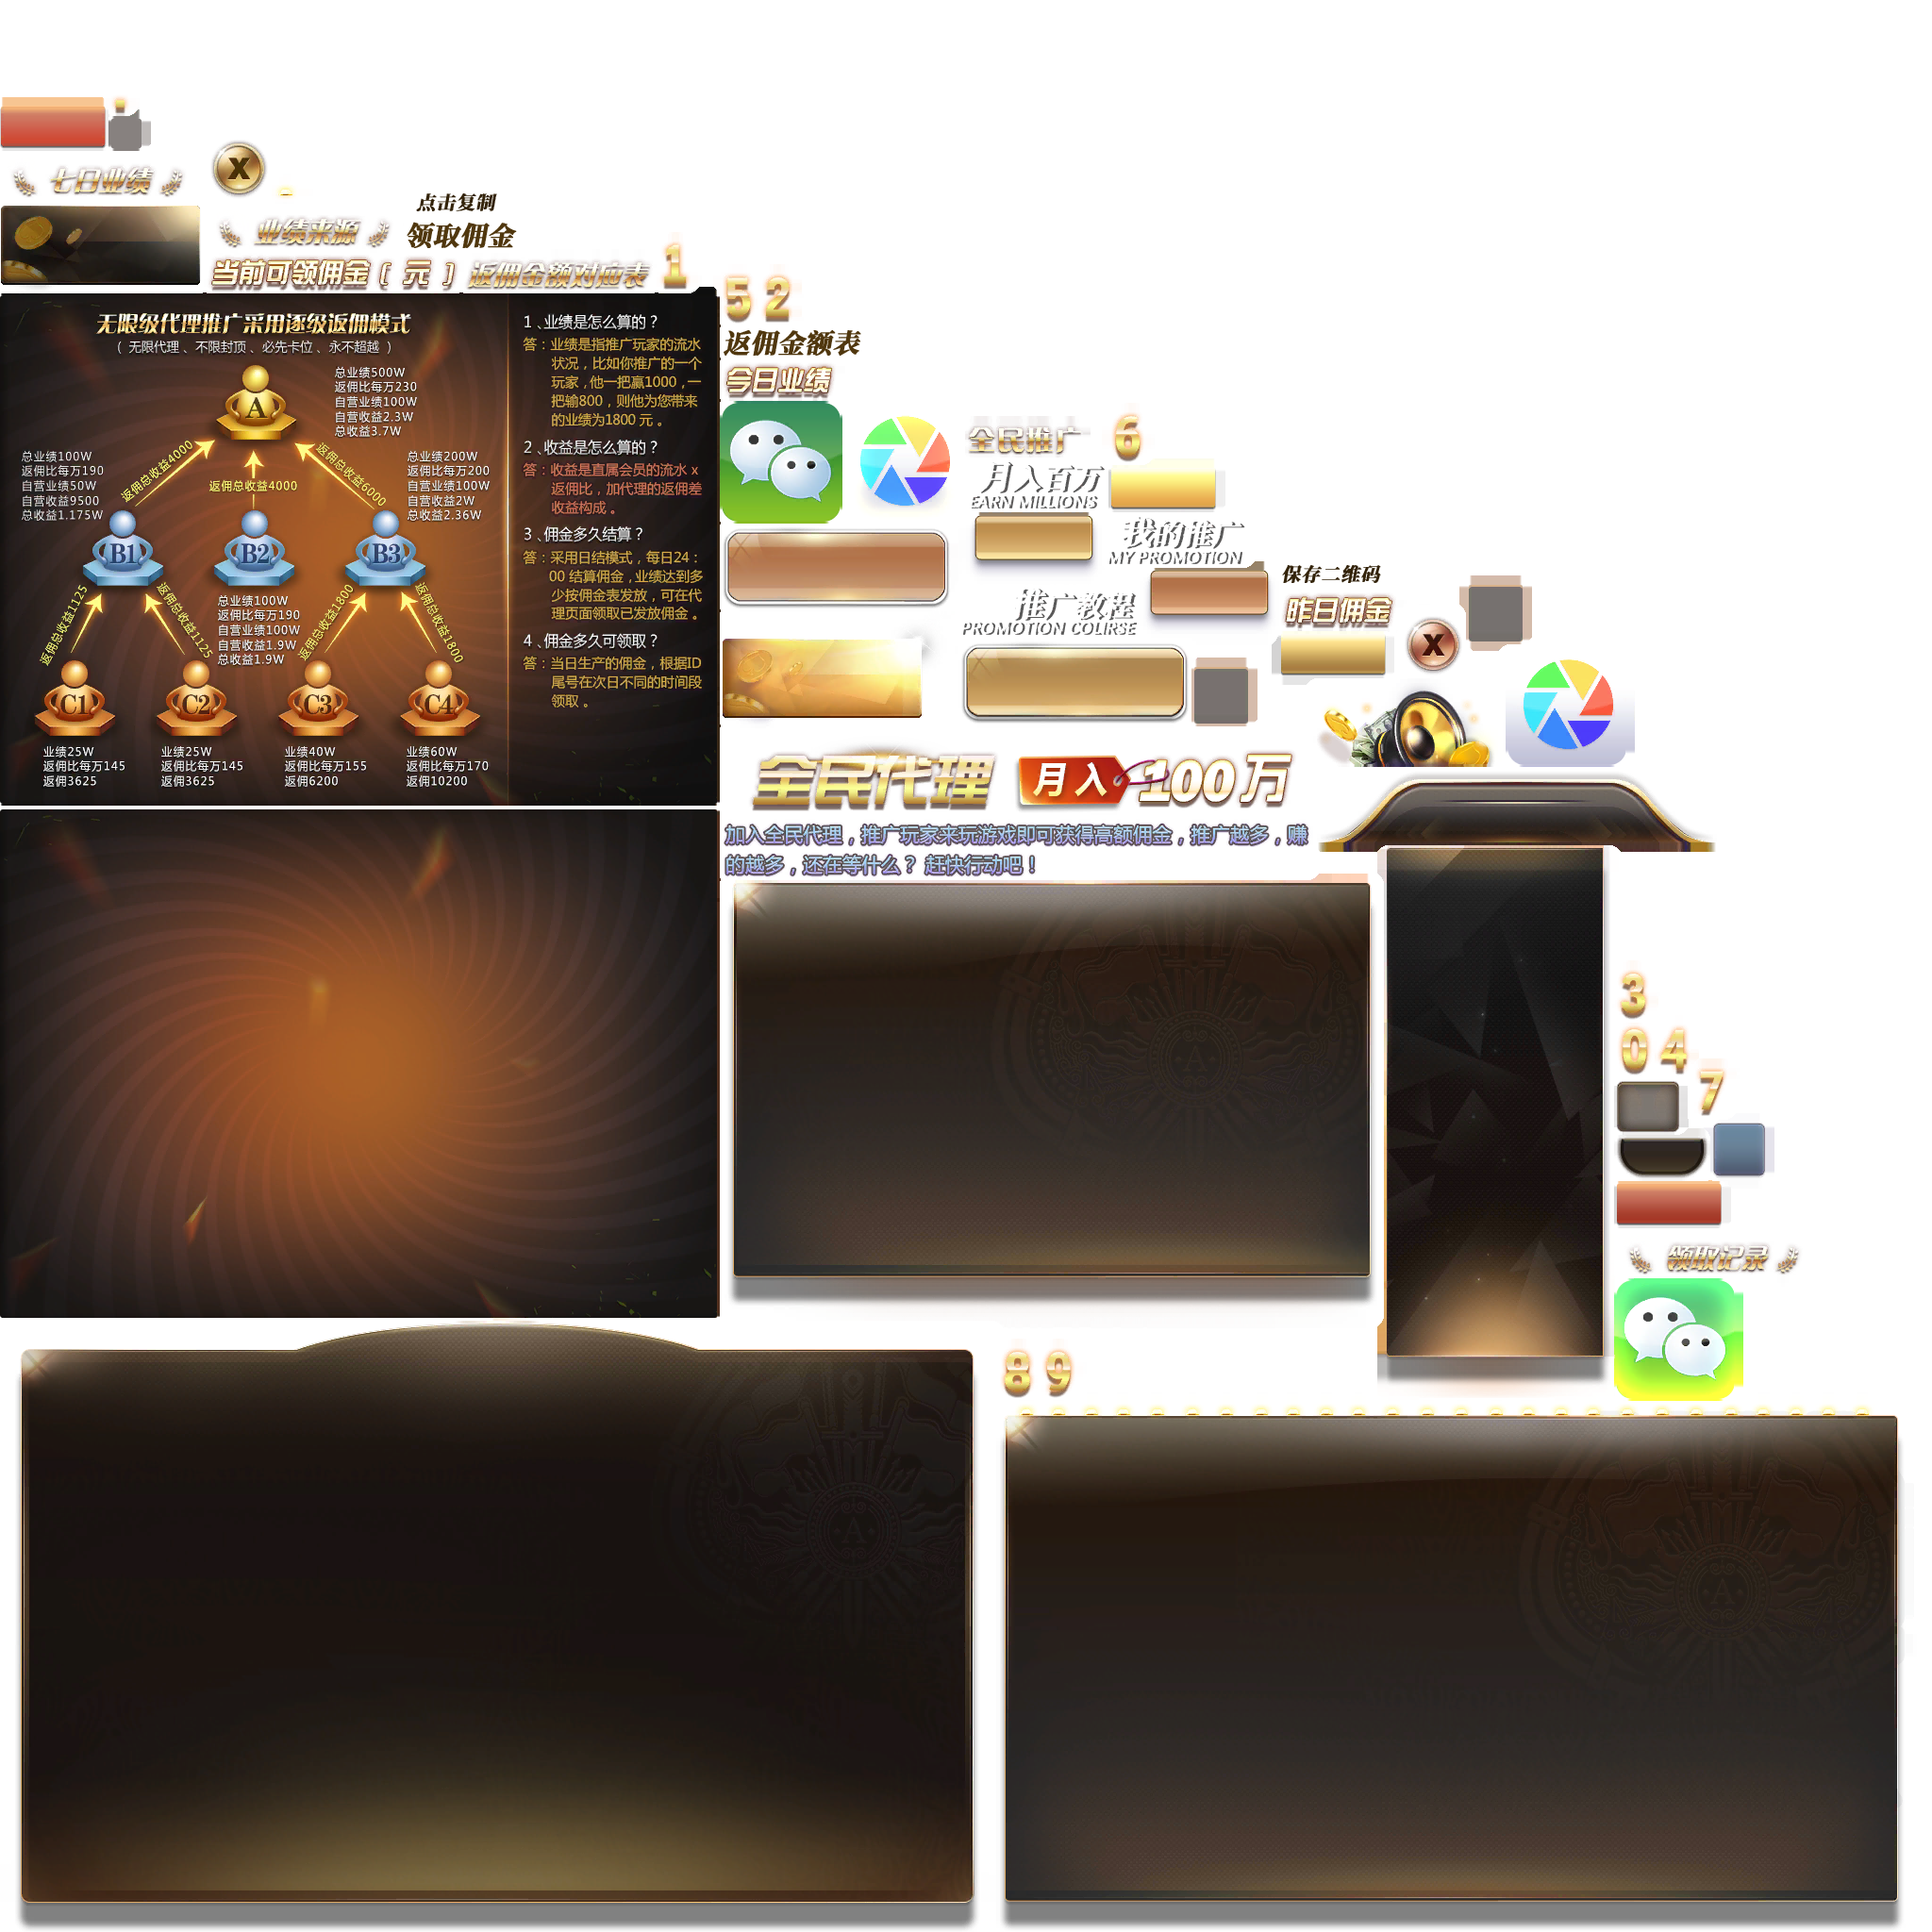 七日业绩
X
业绩来源
点击复制
领取佣金
当前可领佣金 ( 元 )
返佣金额对应表
1
5 2
返佣金额表
今日业绩
无限级代理推广采用逐级返佣模式
( 无限代理 、不限封顶 、必先卡位 、永不超越 )
A
总业绩500W
返佣比每万230
自营业绩100W
自营收益2.3W
总收益3.7W
总业绩100W
返佣比每万190
自营业绩50W
自营收益9500
总收益1.175W
返佣总收益4000
返佣总收益4000
返佣总收益6000
总业绩200W
返佣比每万200
自营业绩100W
自营收益2W
总收益2.36W
B1
B2
B3
总业绩100W
返佣比每万190
自营业绩100W
自营收益1.9W
总收益1.9W
返佣总收益1125
返佣总收益1125
返佣总收益1800
返佣总收益1800
C1
C2
C3
C4
业绩25W
返佣比每万145
返佣3625
业绩25W
返佣比每万145
返佣3625
业绩40W
返佣比每万155
返佣6200
业绩60W
返佣比每万170
返佣10200
1 、业绩是怎么算的？
答：业绩是指推广玩家的流水
状况，比如你推广的一个
玩家，他一把赢1000，一
把输800，则他为您带来
的业绩为1800 元 。
2 、收益是怎么算的？
答：收益是直属会员的流水 x
返佣比，加代理的返佣差
收益构成 。
3 、佣金多久结算？
答：采用日结模式，每日24：
00 结算佣金，业绩达到多
少按佣金表发放，可在代
理页面领取已发放佣金 。
4 、佣金多久可领取？
答：当日生产的佣金，根据ID
尾号在次日不同的时间段
领取 。
全民推广
6
月入百万
EARN MILLIONS
我的推广
MY PROMOTION
推广教程
PROMOTION COLIRSE
保存二维码
昨日佣金
X
全民代理
月入
100万
加入全民代理，推广玩家来玩游戏即可获得高额佣金，推广越多，赚
的越多，还在等什么？ 赶快行动吧！
A
3
0 4
7
领取记录
8 9
A
A